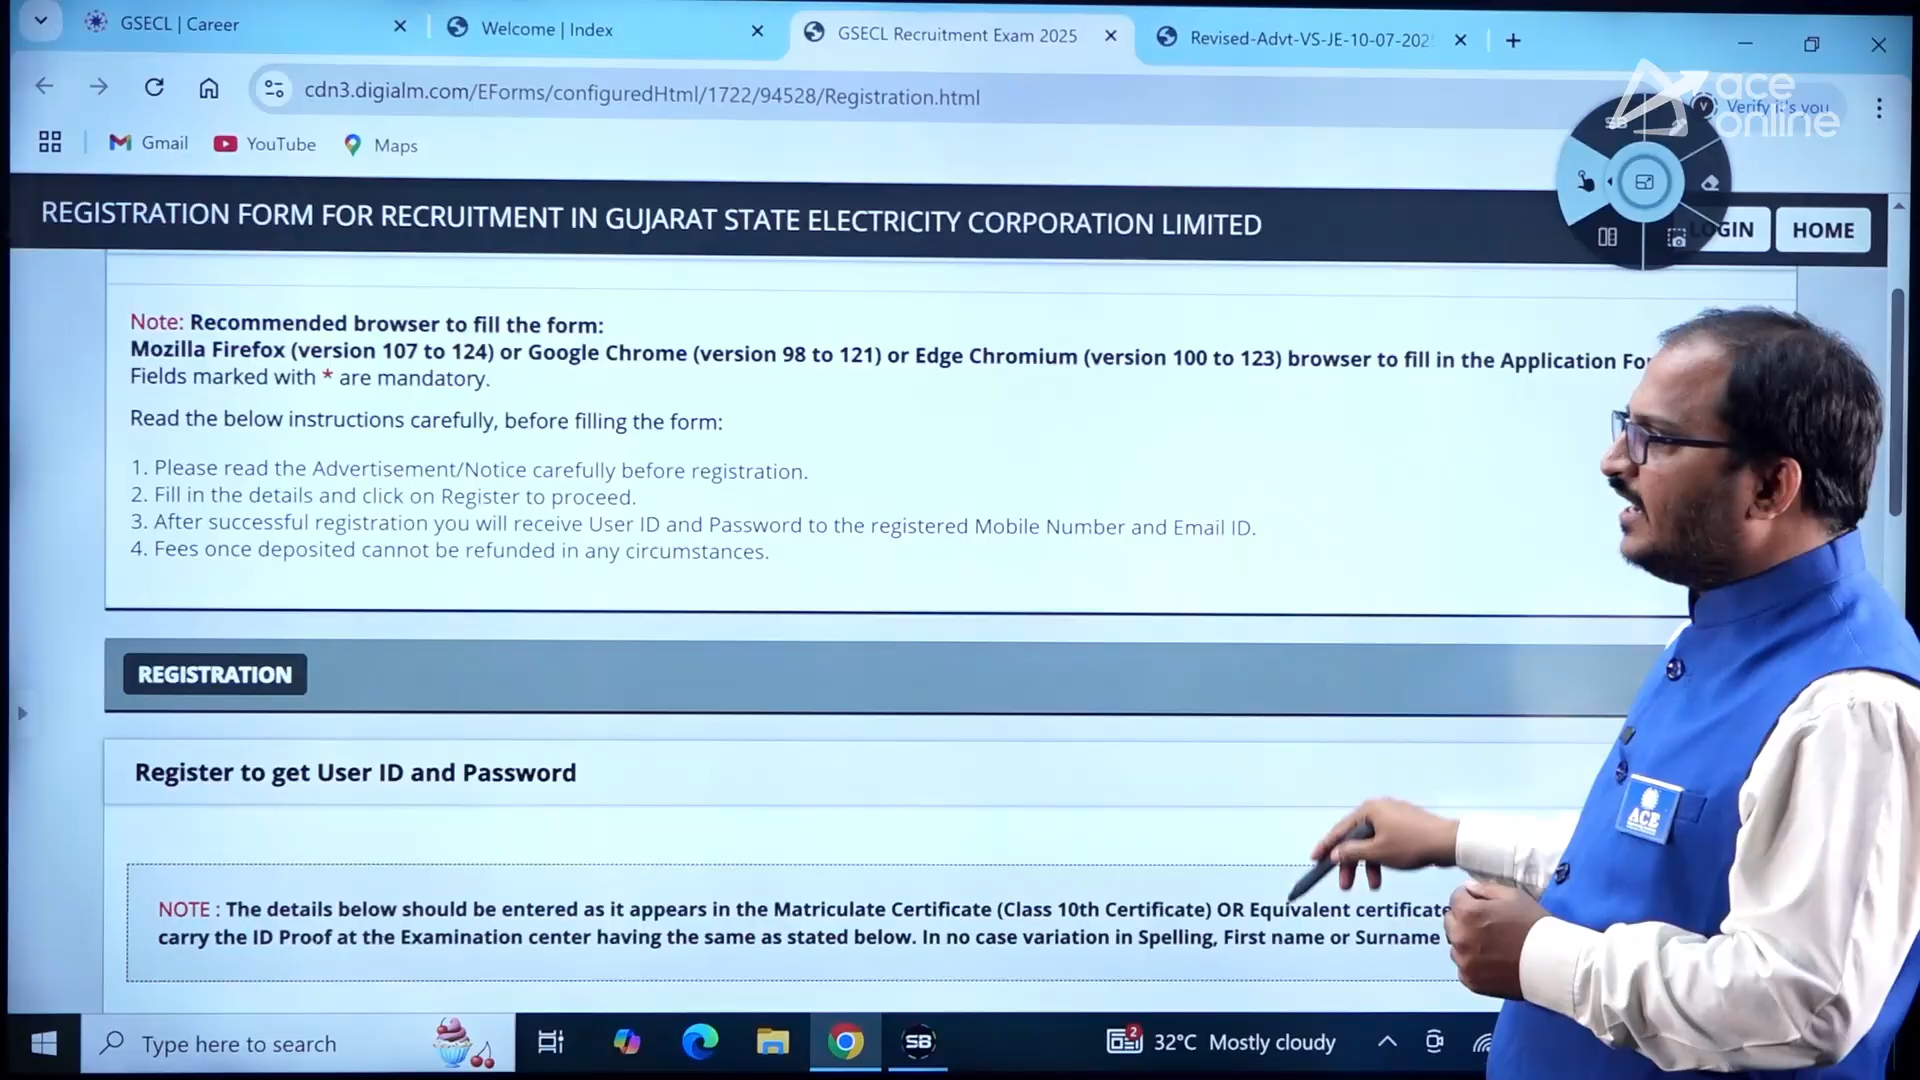 GSECL | Career
Welcome | Index
GSECL Recruitment Exam 2025
Revised-Advt-VS-JE-10-07-202
cdn3.digialm.com/EForms/configuredHtml/1722/94528/Registration.html
Verify it's you
ace
online
Gmail
YouTube
Maps
SB
REGISTRATION FORM FOR RECRUITMENT IN GUJARAT STATE ELECTRICITY CORPORATION LIMITED
HOME
Note: Recommended browser to fill the form:
Mozilla Firefox (version 107 to 124) or Google Chrome (version 98 to 121) or Edge Chromium (version 100 to 123) browser to fill in the Application Fo
Fields marked with * are mandatory.
Read the below instructions carefully, before filling the form:
1. Please read the Advertisement/Notice carefully before registration.
2. Fill in the details and click on Register to proceed.
3. After successful registration you will receive User ID and Password to the registered Mobile Number and Email ID.
4. Fees once deposited cannot be refunded in any circumstances.
REGISTRATION
Register to get User ID and Password
ACE
NOTE : The details below should be entered as it appears in the Matriculate Certificate (Class 10th Certificate) OR Equivalent certificate
carry the ID Proof at the Examination center having the same as stated below. In no case variation in Spelling, First name or Surname
Type here to search
SB
2
32°C Mostly cloudy